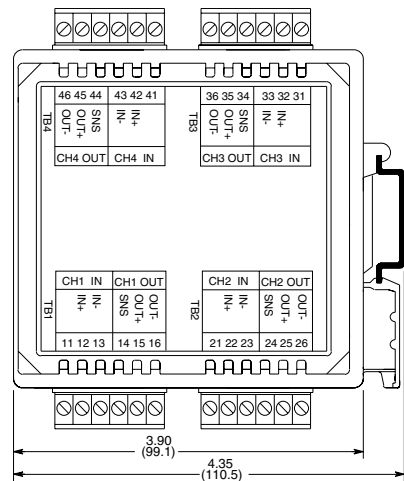 46 45 44 43 42 41
OUT- OUT+ SNS IN- IN+
TB4
CH4 OUT CH4 IN
36 35 34 33 32 31
OUT- OUT+ SNS IN- IN+
TB3
CH3 OUT CH3 IN
CH1 IN CH1 OUT
TB1
IN+ IN- SNS OUT+ OUT-
11 12 13 14 15 16
CH2 IN CH2 OUT
TB2
IN+ IN- SNS OUT+ OUT-
21 22 23 24 25 26
3.90
(99.1)
4.35
(110.5)